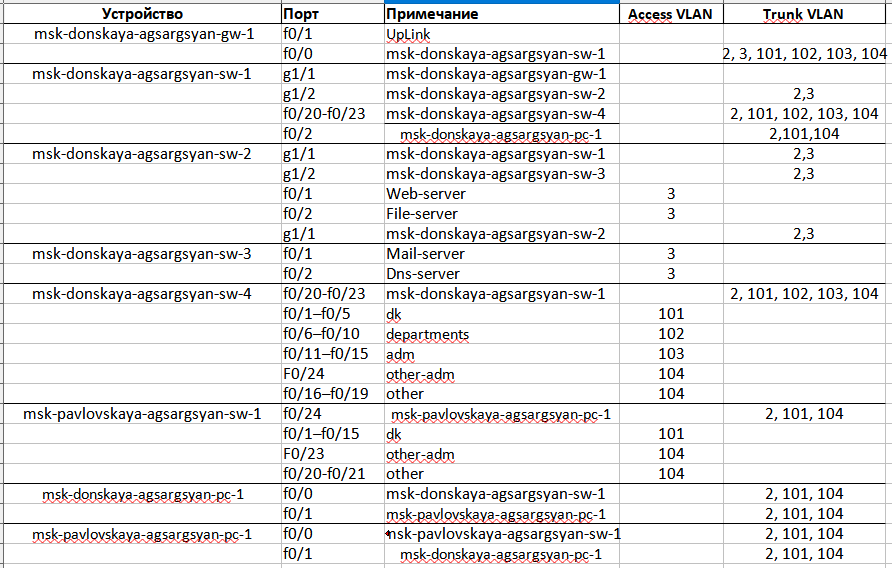 Устройство Порт Примечание Access VLAN Trunk VLAN
msk-donskaya-agsargsyan-gw-1 f0/1 UpLink
f0/0 msk-donskaya-agsargsyan-sw-1 2, 3, 101, 102, 103, 104
msk-donskaya-agsargsyan-sw-1 g1/1 msk-donskaya-agsargsyan-gw-1
g1/2 msk-donskaya-agsargsyan-sw-2 2,3
f0/20-f0/23 msk-donskaya-agsargsyan-sw-4 2, 101, 102, 103, 104
f0/2 msk-donskaya-agsargsyan-pc-1 2,101,104
msk-donskaya-agsargsyan-sw-2 g1/1 msk-donskaya-agsargsyan-sw-1 2,3
g1/2 msk-donskaya-agsargsyan-sw-3 2,3
f0/1 Web-server 3
f0/2 File-server 3
g1/1 msk-donskaya-agsargsyan-sw-2 2,3
msk-donskaya-agsargsyan-sw-3 f0/1 Mail-server 3
f0/2 Dns-server 3
msk-donskaya-agsargsyan-sw-4 f0/20-f0/23 msk-donskaya-agsargsyan-sw-1 2, 101, 102, 103, 104
f0/1–f0/5 dk 101
f0/6–f0/10 departments 102
f0/11–f0/15 adm 103
F0/24 other-adm 104
f0/16–f0/19 other 104
msk-pavlovskaya-agsargsyan-sw-1 f0/24 msk-pavlovskaya-agsargsyan-pc-1 2, 101, 104
f0/1–f0/15 dk 101
F0/23 other-adm 104
f0/20-f0/21 other 104
msk-donskaya-agsargsyan-pc-1 f0/0 msk-donskaya-agsargsyan-sw-1 2, 101, 104
f0/1 msk-pavlovskaya-agsargsyan-pc-1 2, 101, 104
msk-pavlovskaya-agsargsyan-pc-1 f0/0 msk-pavlovskaya-agsargsyan-sw-1 2, 101, 104
f0/1 msk-donskaya-agsargsyan-pc-1 2, 101, 104